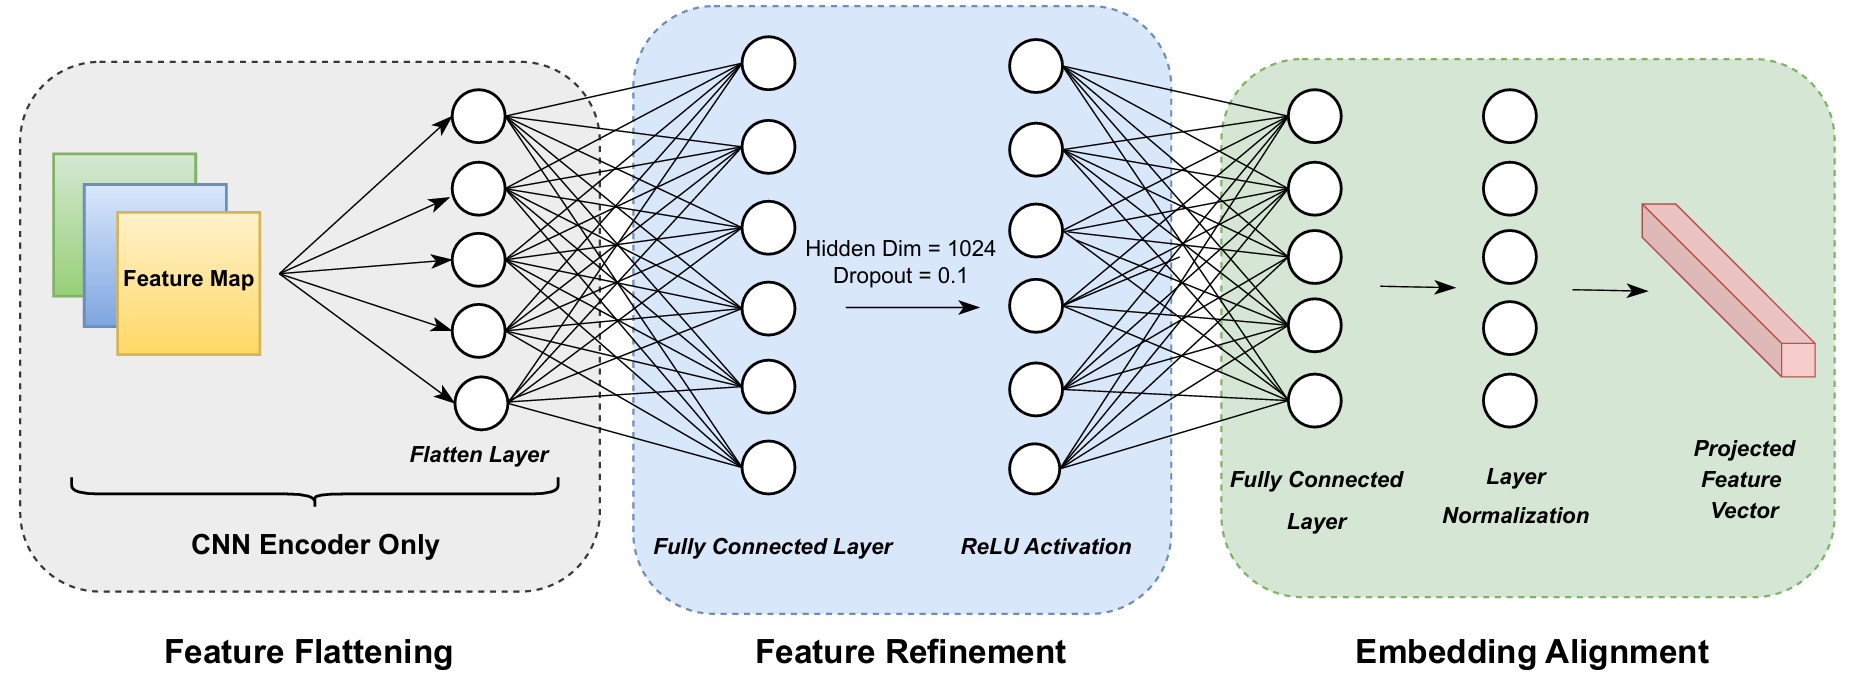 Feature Map
Flatten Layer
CNN Encoder Only
Feature Flattening
Hidden Dim = 1024
Dropout = 0.1
Fully Connected Layer
ReLU Activation
Feature Refinement
Fully Connected
Layer
Layer
Normalization
Projected
Feature
Vector
Embedding Alignment